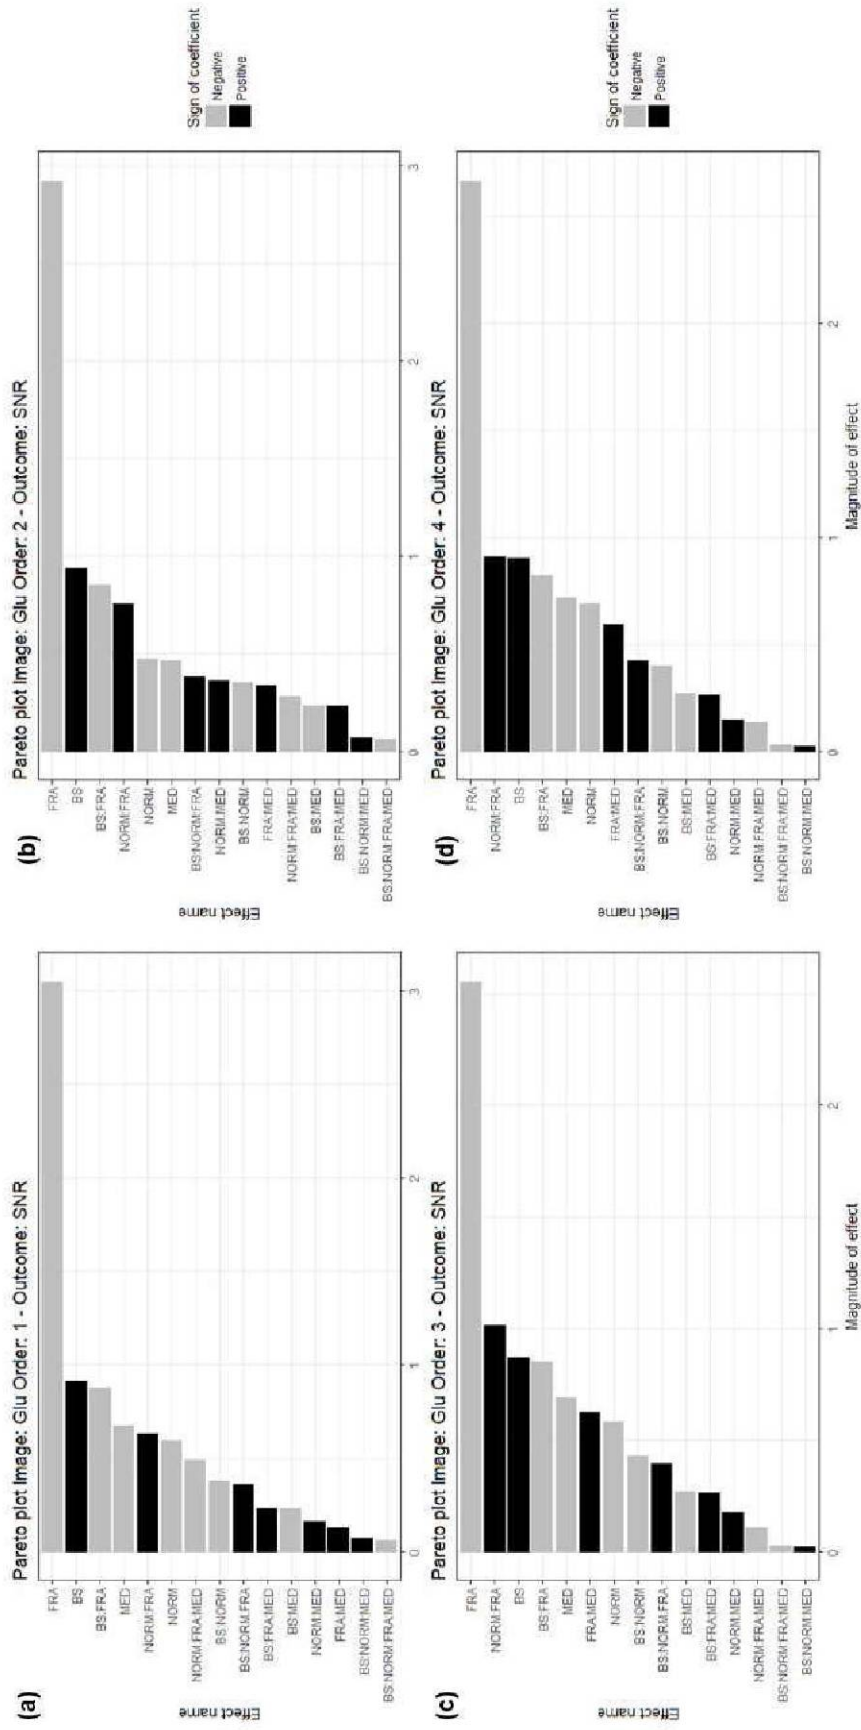 (a)
Pareto plot Image: Glu Order: 1 - Outcome: SNR
Effect name
FRA
BS
BS:FRA
MED
NORM:FRA
NORM
NORM:FRA:MED
BS:NORM
BS:NORM:FRA
BS:FRA:MED
BS:MED
NORM:MED
FRA:MED
BS:NORM:MED
BS:NORM:FRA:MED
0 1 2 3
(b)
Pareto plot Image: Glu Order: 2 - Outcome: SNR
Effect name
FRA
BS
BS:FRA
NORM:FRA
NORM
MED
BS:NORM:FRA
NORM:MED
BS:NORM
FRA:MED
NORM:FRA:MED
BS:MED
BS:FRA:MED
BS:NORM:MED
BS:NORM:FRA:MED
0 1 2 3
Sign of coefficient
Negative
Positive
(c)
Pareto plot Image: Glu Order: 3 - Outcome: SNR
Effect name
FRA
NORM:FRA
BS
BS:FRA
MED
FRA:MED
NORM
BS:NORM
BS:NORM:FRA
BS:MED
BS:FRA:MED
NORM:MED
NORM:FRA:MED
BS:NORM:FRA:MED
BS:NORM:MED
0 1 2
Magnitude of effect
(d)
Pareto plot Image: Glu Order: 4 - Outcome: SNR
Effect name
FRA
NORM:FRA
BS
BS:FRA
MED
NORM
FRA:MED
BS:NORM:FRA
BS:NORM
BS:MED
BS:FRA:MED
NORM:MED
NORM:FRA:MED
BS:NORM:FRA:MED
BS:NORM:MED
0 1 2
Magnitude of effect
Sign of coefficient
Negative
Positive